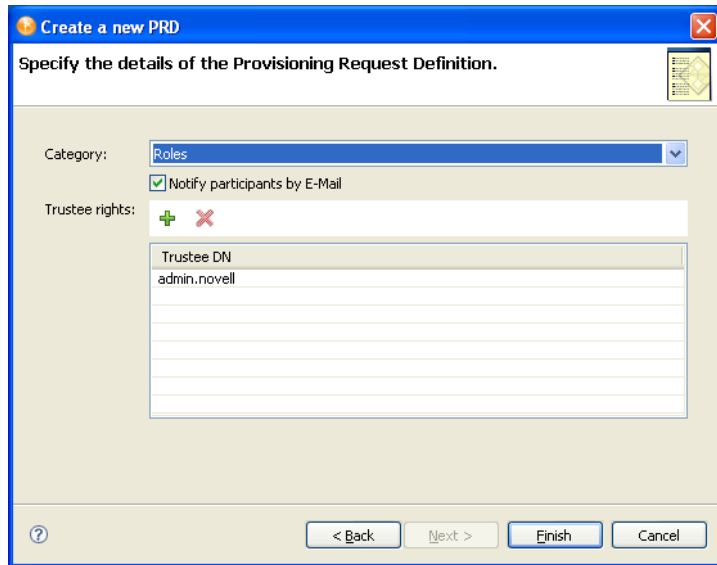 Create a new PRD
Specify the details of the Provisioning Request Definition.
Category:
Roles
Notify participants by E-Mail
Trustee rights:
Trustee DN
admin.novell
?
< Back
Next >
Finish
Cancel